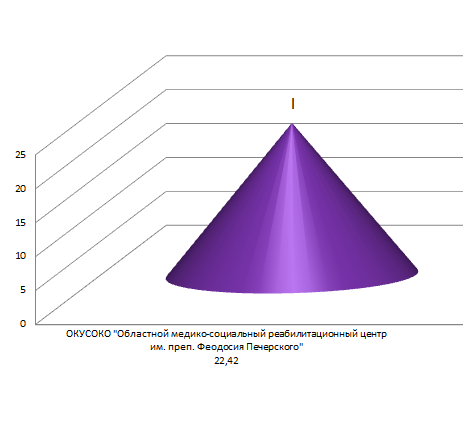 I
25
20
15
10
5
0
ОКУСОКО "Областной медико-социальный реабилитационный центр
им. преп. Феодосия Печерского"
22,42